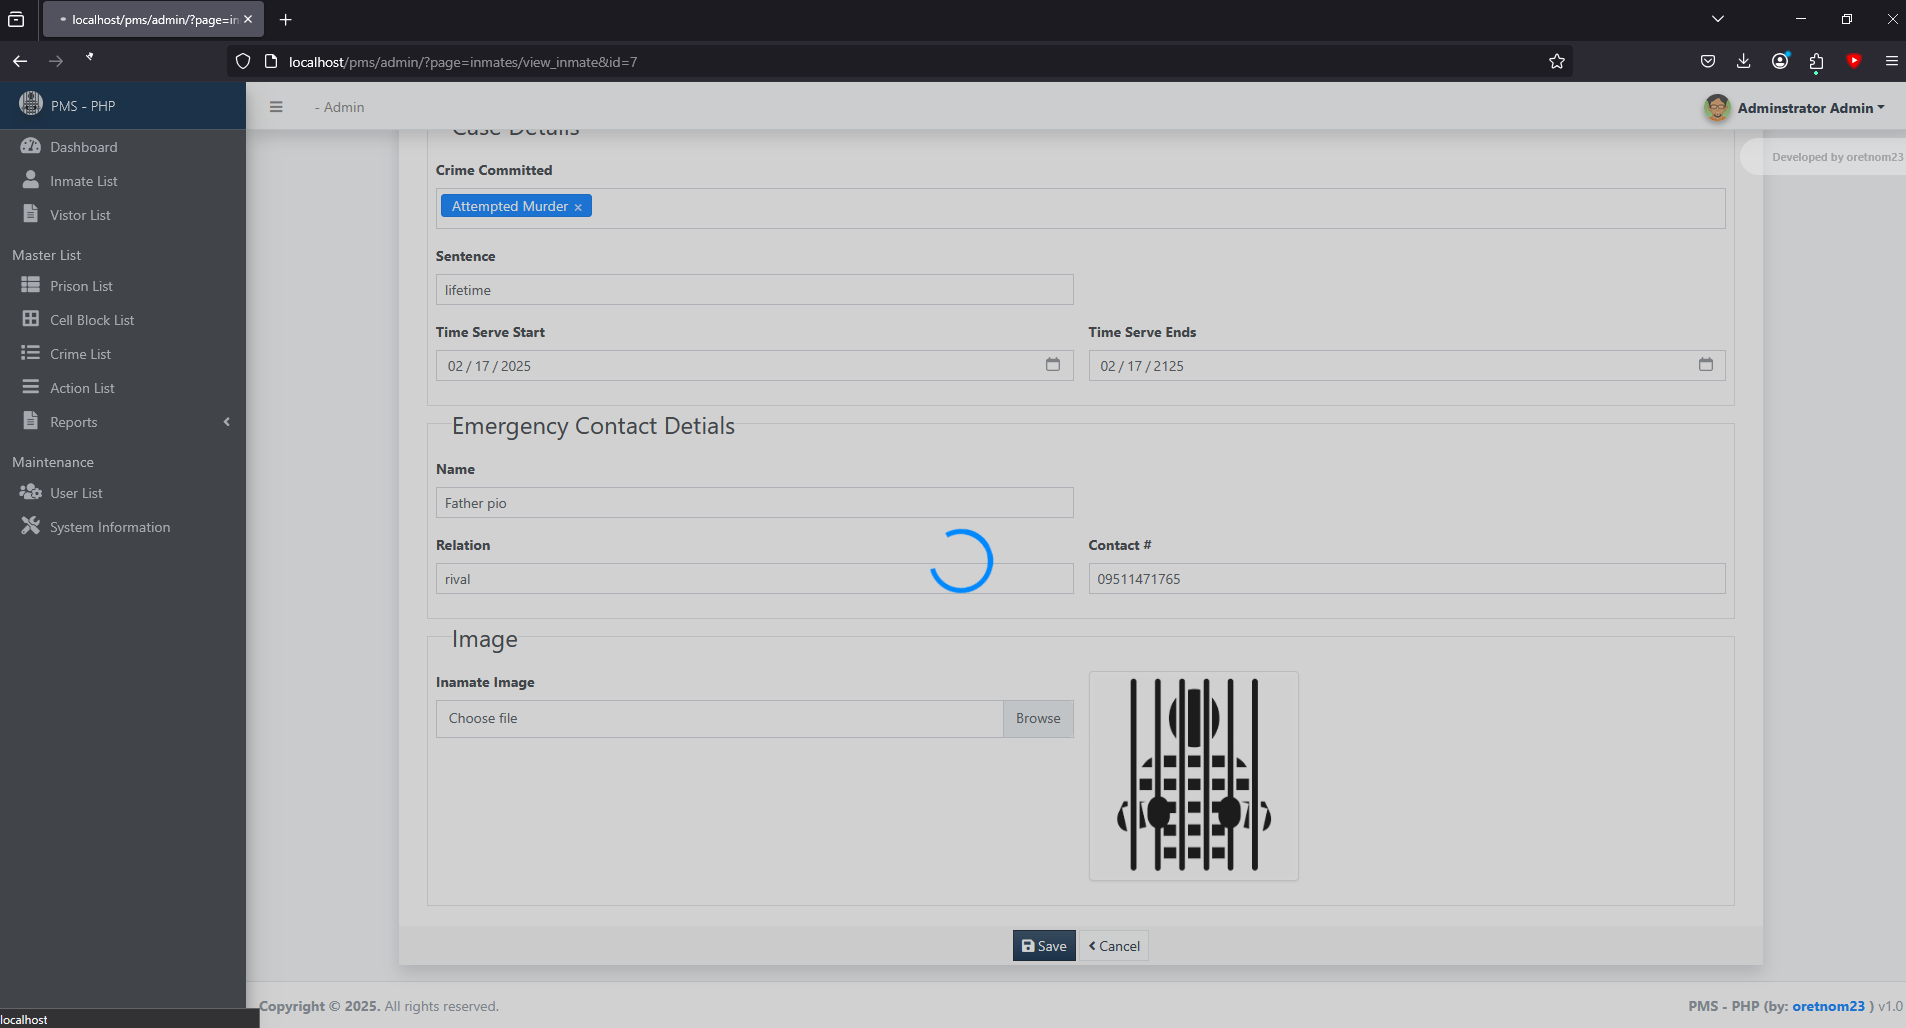 localhost/pms/admin/?page=in
localhost/pms/admin/?page=inmates/view_inmate&id=7
PMS - PHP
- Admin
Adminstrator Admin
Developed by oretnom23
Dashboard
Inmate List
Vistor List
Master List
Prison List
Cell Block List
Crime List
Action List
Reports
Maintenance
User List
System Information
Case Details
Crime Committed
Attempted Murder ×
Sentence
lifetime
Time Serve Start
Time Serve Ends
02 / 17 / 2025
02 / 17 / 2125
Emergency Contact Detials
Name
Father pio
Relation
Contact #
rival
09511471765
Image
Inamate Image
Choose file
Browse
Save
Cancel
Copyright © 2025. All rights reserved.
PMS - PHP (by: oretnom23 ) v1.0
localhost